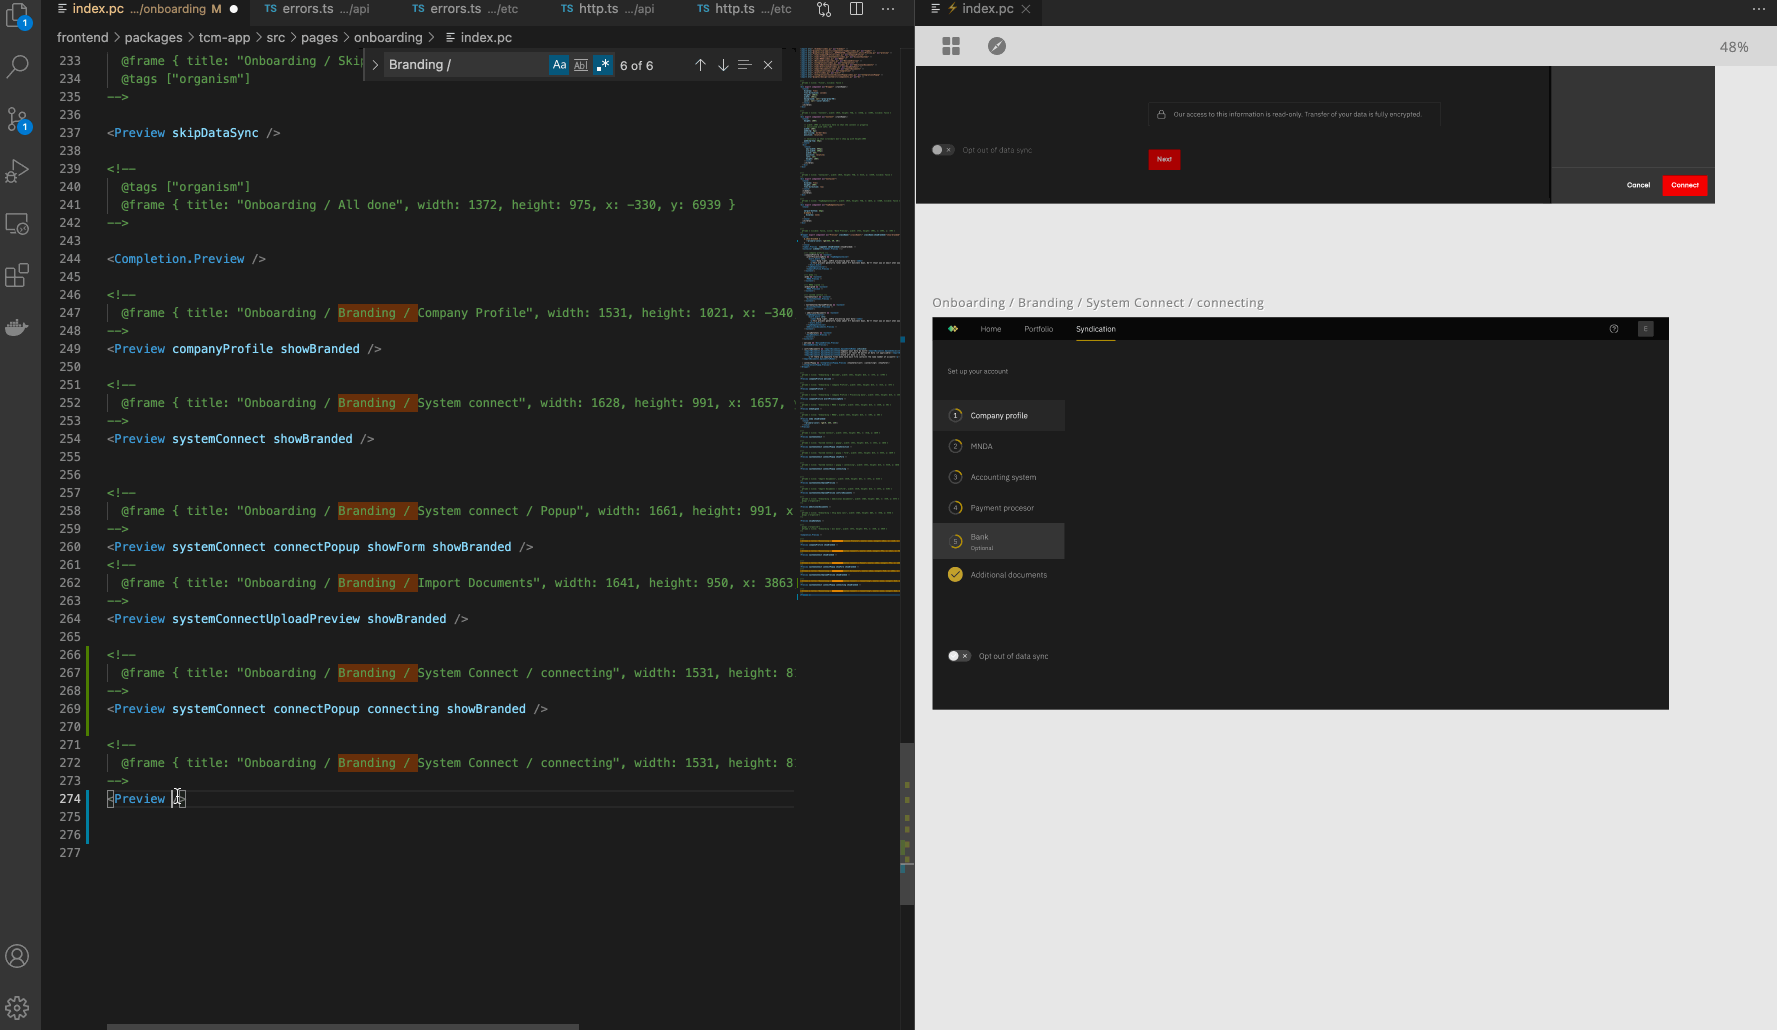 index.pc .../onboarding M
TS errors.ts .../api
TS errors.ts .../etc
TS http.ts .../api
TS http.ts .../etc
index.pc
frontend > packages > tcm-app > src > pages > onboarding > index.pc
Branding /
Aa
Abl
.*
6 of 6
233 @frame { title: "Onboarding / Skip
234 @tags ["organism"]
235 -->
236
237 <Preview skipDataSync />
238
239 <!--
240 @tags ["organism"]
241 @frame { title: "Onboarding / All done", width: 1372, height: 975, x: -330, y: 6939 }
242 -->
243
244 <Completion.Preview />
245
246 <!--
247 @frame { title: "Onboarding / Branding / Company Profile", width: 1531, height: 1021, x: -340
248 -->
249 <Preview companyProfile showBranded />
250
251 <!--
252 @frame { title: "Onboarding / Branding / System connect", width: 1628, height: 991, x: 1657,
253 -->
254 <Preview systemConnect showBranded />
255
256
257 <!--
258 @frame { title: "Onboarding / Branding / System connect / Popup", width: 1661, height: 991, x
259 -->
260 <Preview systemConnect connectPopup showForm showBranded />
261 <!--
262 @frame { title: "Onboarding / Branding / Import Documents", width: 1641, height: 950, x: 3863
263 -->
264 <Preview systemConnectUploadPreview showBranded />
265
266 <!--
267 @frame { title: "Onboarding / Branding / System Connect / connecting", width: 1531, height: 8
268 -->
269 <Preview systemConnect connectPopup connecting showBranded />
270
271 <!--
272 @frame { title: "Onboarding / Branding / System Connect / connecting", width: 1531, height: 8
273 -->
274 <Preview />
275
276
277
1
1
48%
Our access to this information is read-only. Transfer of your data is fully encrypted.
Opt out of data sync
Next
Cancel
Connect
Onboarding / Branding / System Connect / connecting
Home
Portfolio
Syndication
E
Set up your account
1 Company profile
2 MNDA
3 Accounting system
4 Payment procesor
5 Bank
Optional
Additional documents
Opt out of data sync